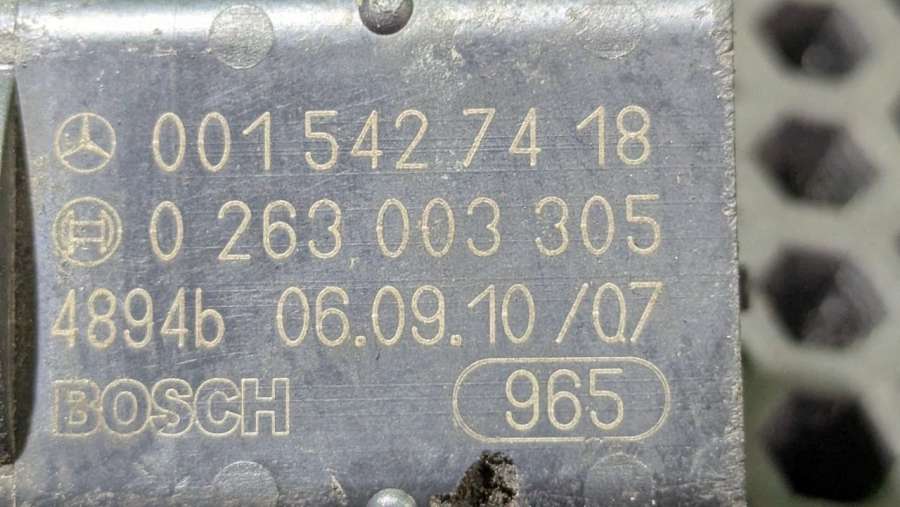 001 542 74 18
0 263 003 305
4894b 06.09.10/07
BOSCH 965